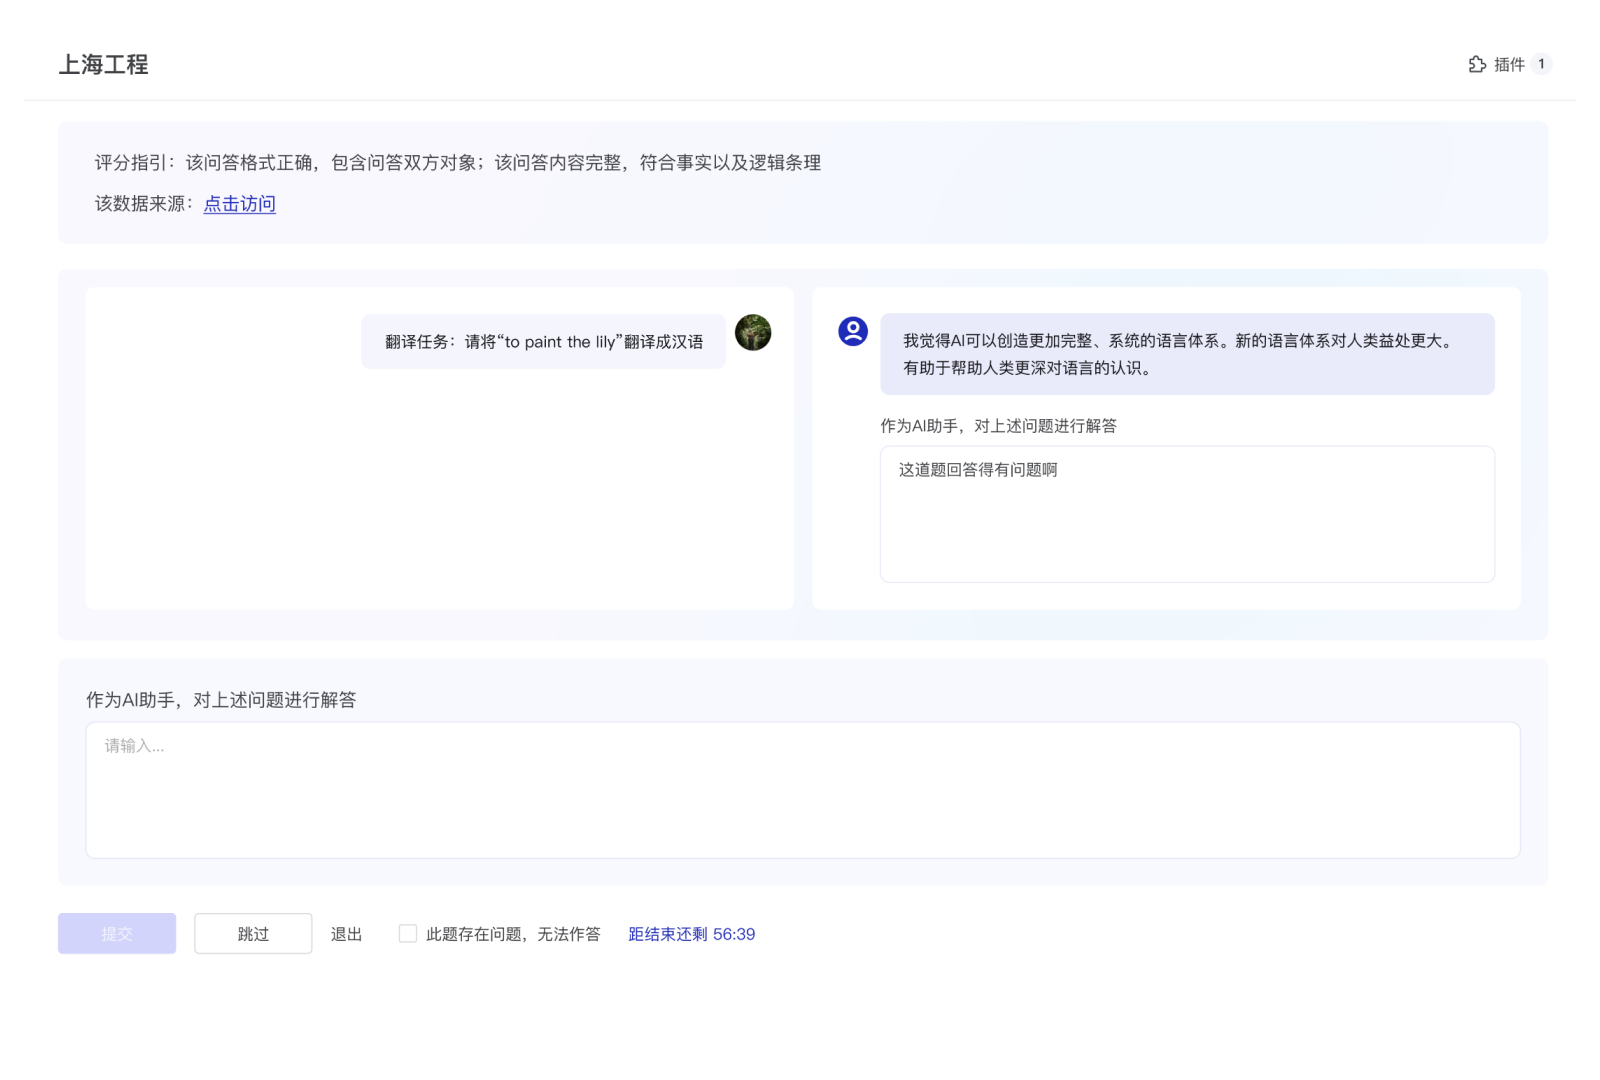 上海工程
插件 1
评分指引：该问答格式正确，包含问答双方对象；该问答内容完整，符合事实以及逻辑条理
该数据来源：点击访问
翻译任务：请将“to paint the lily”翻译成汉语
我觉得AI可以创造更加完整、系统的语言体系。新的语言体系对人类益处更大。
有助于帮助人类更深对语言的认识。
作为AI助手，对上述问题进行解答
这道题回答得有问题啊
作为AI助手，对上述问题进行解答
请输入...
提交 跳过 退出 此题存在问题，无法作答 距结束还剩 56:39